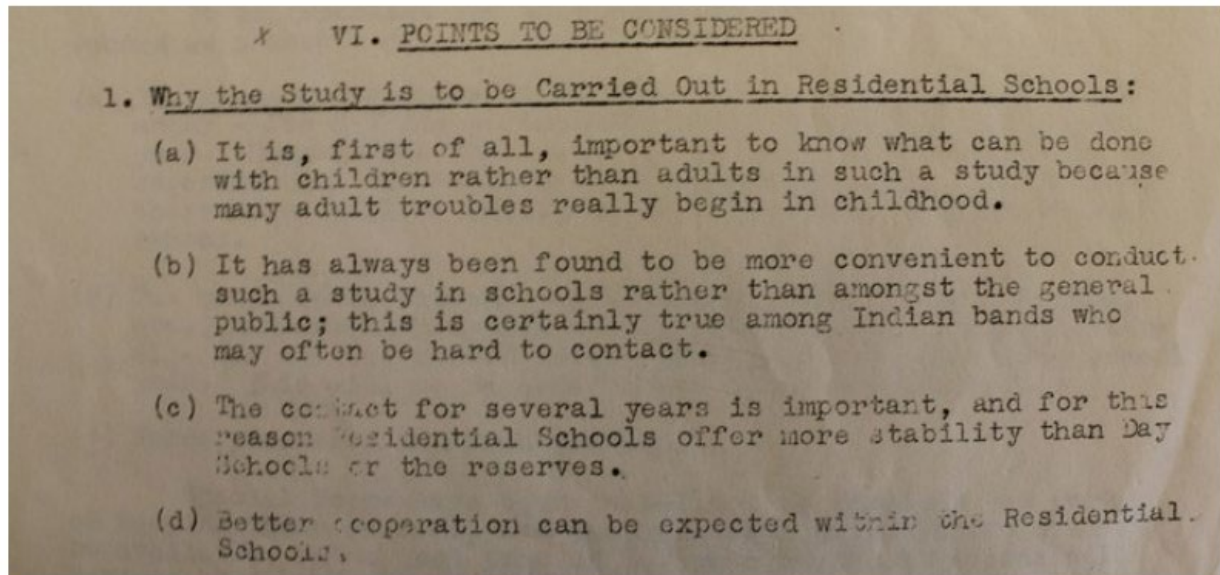 x VI. POINTS TO BE CONSIDERED
1. Why the Study is to be Carried Out in Residential Schools:
(a) It is, first of all, important to know what can be done
with children rather than adults in such a study because
many adult troubles really begin in childhood.
(b) It has always been found to be more convenient to conduct
such a study in schools rather than amongst the general
public; this is certainly true among Indian bands who
may often be hard to contact.
(c) The contact for several years is important, and for this
reason Residential Schools offer more stability than Day
Schools or the reserves.
(d) Better cooperation can be expected within the Residential
Schools.